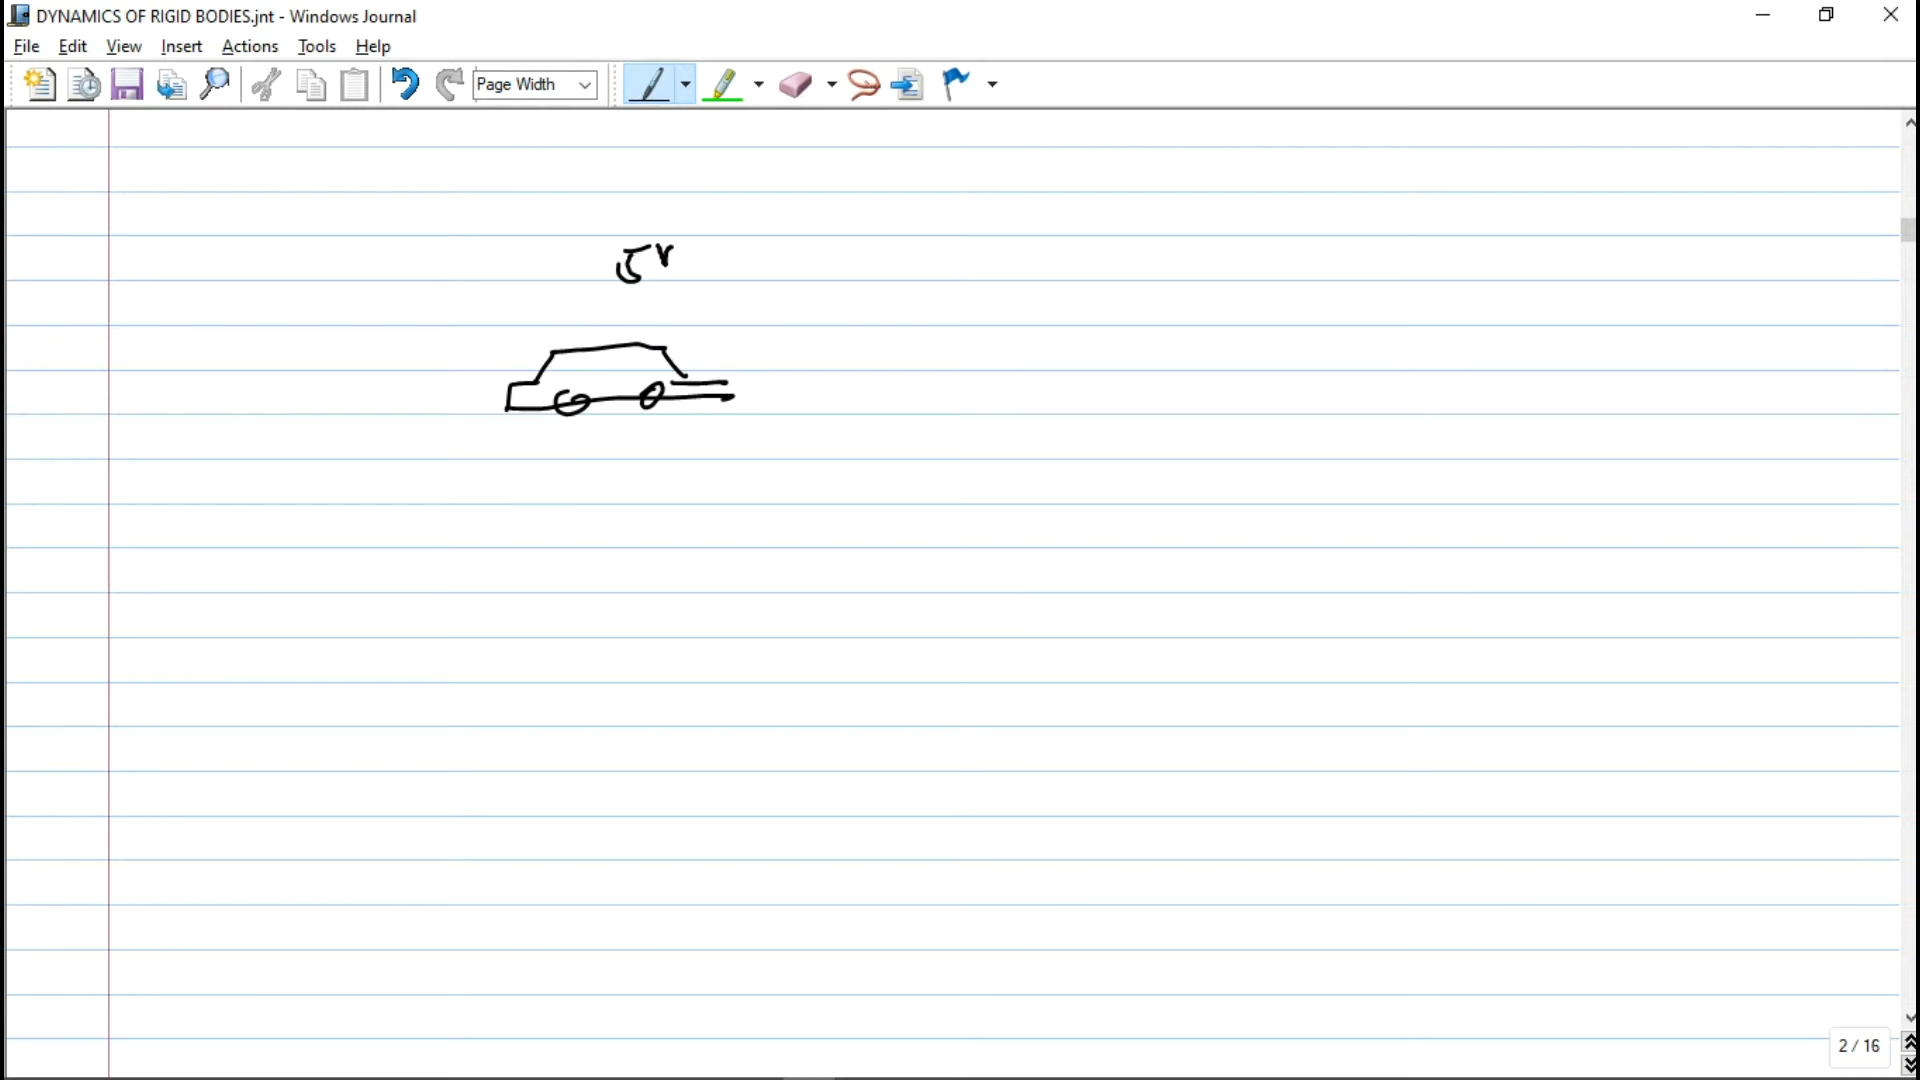 DYNAMICS OF RIGID BODIES.jnt - Windows Journal
File Edit View Insert Actions Tools Help
Page Width
2 / 16